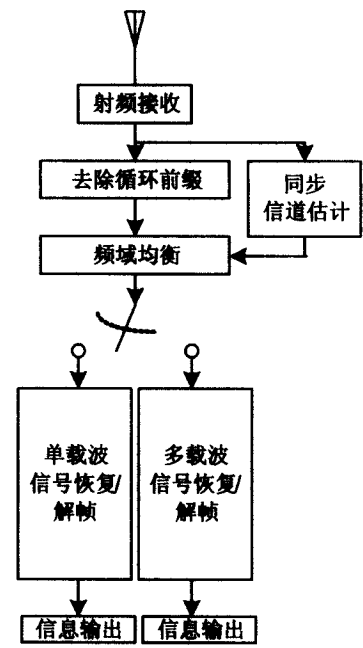 射频接收
去除循环前缀
同步
信道估计
频域均衡
单载波
信号恢复/
解帧
多载波
信号恢复/
解帧
信息输出
信息输出